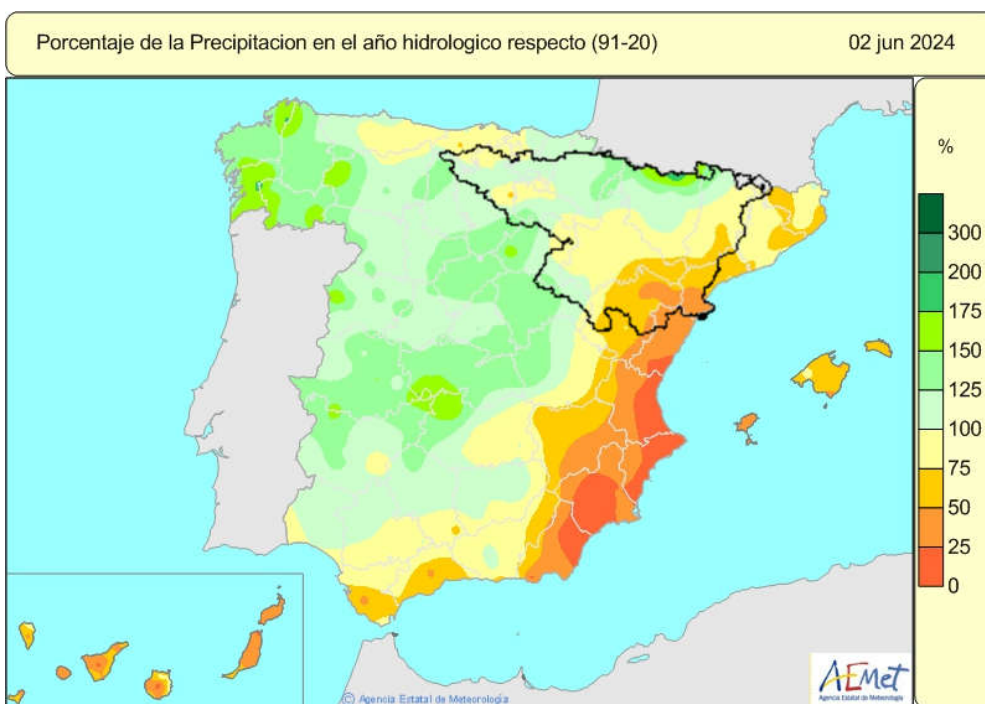 Porcentaje de la Precipitacion en el año hidrologico respecto (91-20) 02 jun 2024
%
300
200
175
150
125
100
75
50
25
0
AEMet
Agencia Estatal de Meteorología
© Agencia Estatal de Meteorología